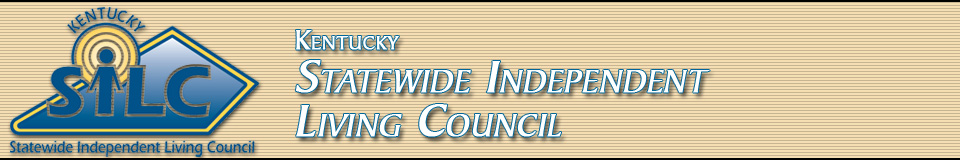 KENTUCKY
SiLC
Statewide Independent Living Council
KENTUCKY
STATEWIDE INDEPENDENT
LIVING COUNCIL